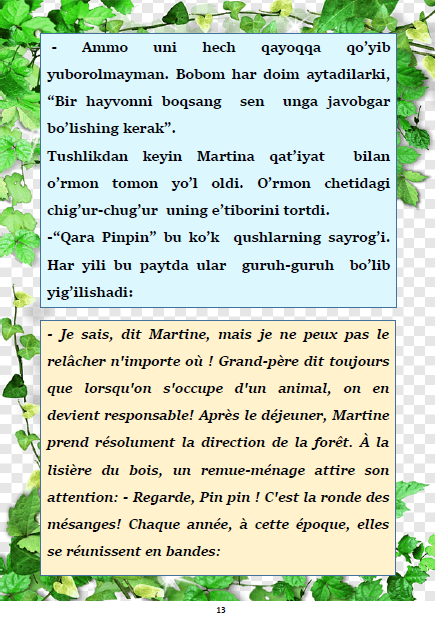 - Ammo uni hech qayoqqa qo’yib
yuborolmayman. Bobom har doim aytadilarki,
“Bir hayvonni boqsang sen unga javobgar
bo’lishing kerak”.
Tushlikdan keyin Martina qat’iyat bilan
o’rmon tomon yo’l oldi. O’rmon chetidagi
chig’ur-chug’ur uning e’tiborini tortdi.
-“Qara Pinpin” bu ko’k qushlarning sayrog’i.
Har yili bu paytda ular guruh-guruh bo’lib
yig’ilishadi:
- Je sais, dit Martine, mais je ne peux pas le
relâcher n'importe où ! Grand-père dit toujours
que lorsqu'on s'occupe d'un animal, on en
devient responsable! Après le déjeuner, Martine
prend résolument la direction de la forêt. À la
lisière du bois, un remue-ménage attire son
attention: - Regarde, Pin pin ! C'est la ronde des
mésanges! Chaque année, à cette époque, elles
se réunissent en bandes:
13